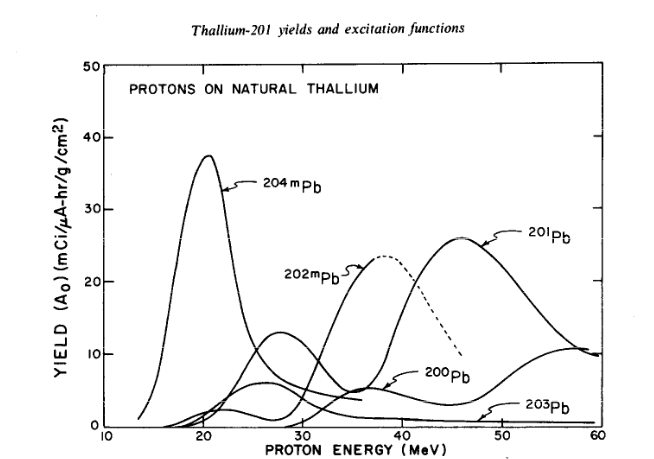 Thallium-201 yields and excitation functions
PROTONS ON NATURAL THALLIUM
YIELD (A₀) (mCi/μA-hr/g/cm²)
50
40
30
20
10
0
204mPb
202mPb
201Pb
200Pb
203Pb
10 20 30 40 50 60
PROTON ENERGY (MeV)